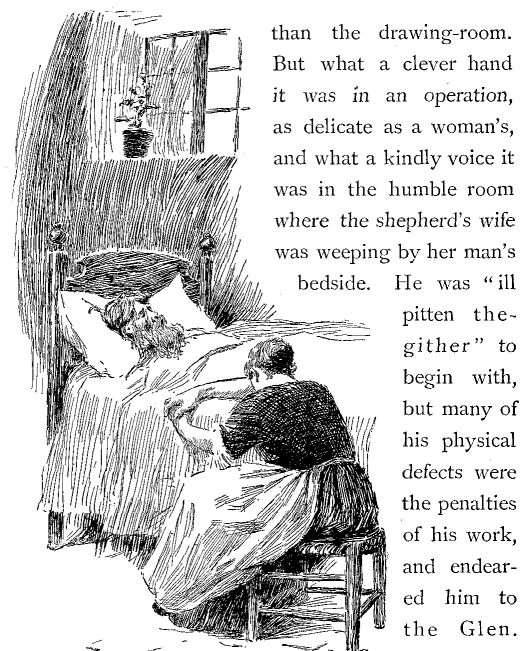 than the drawing-room.
But what a clever hand
it was in an operation,
as delicate as a woman's,
and what a kindly voice it
was in the humble room
where the shepherd's wife
was weeping by her man's
bedside. He was "ill
pitten the-
gither" to
begin with,
but many of
his physical
defects were
the penalties
of his work,
and endear-
ed him to
the Glen.